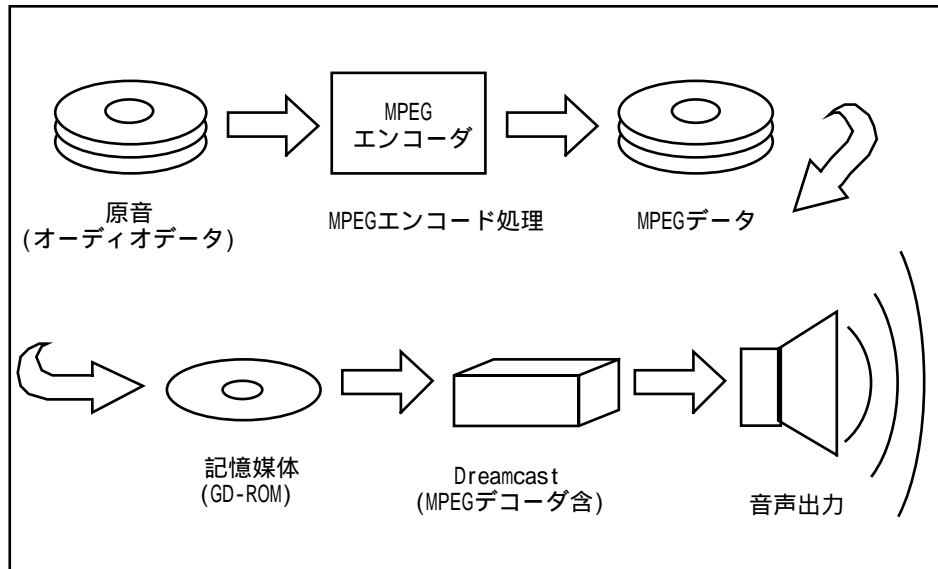 MPEG
エンコーダ
原音
(オーディオデータ)
MPEGエンコード処理
MPEGデータ
記憶媒体
(GD-ROM)
Dreamcast
(MPEGデコーダ含)
音声出力